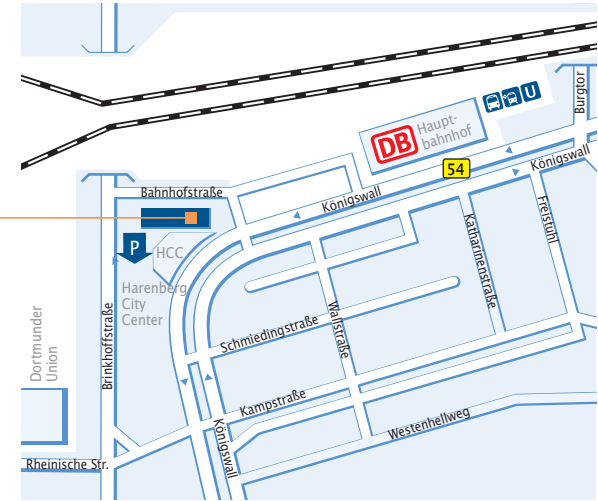 Burgtor
U
DB
Haupt-
bahnhof
54
Königswall
Königswall
Bahnhofstraße
P
HCC
Harenberg
City
Center
Freistuhl
Katharinenstraße
Wallstraße
Schmiedingstraße
Dortmunder
Union
Brinkhoffstraße
Kampstraße
Königswall
Westenhellweg
Rheinische Str.